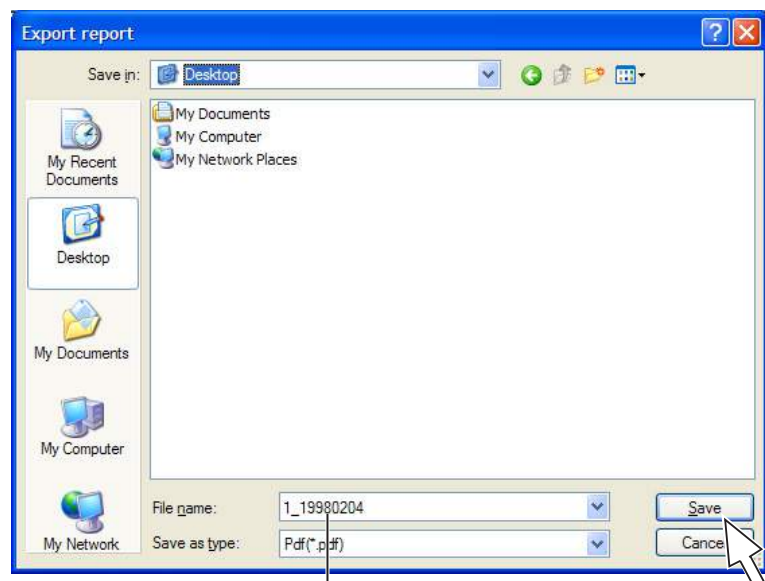 Export report
Save in:
Desktop
My Documents
My Computer
My Network Places
My Recent
Documents
Desktop
My Documents
My Computer
My Network
File name:
1_19980204
Save
Save as type:
Pdf(*.pdf)
Cancel